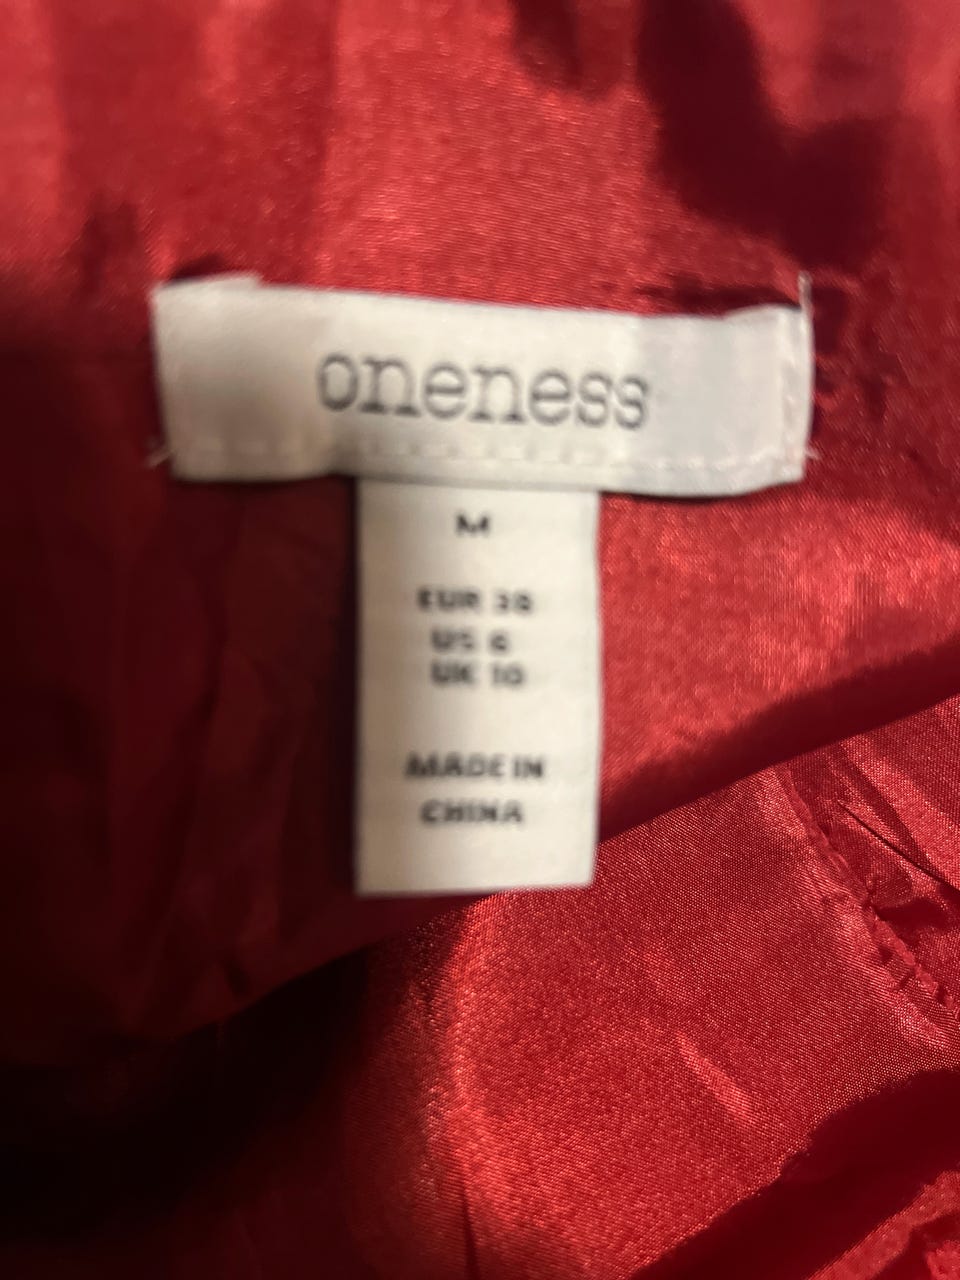 oneness
M
EUR 38
US 6
UK 10
MADE IN
CHINA